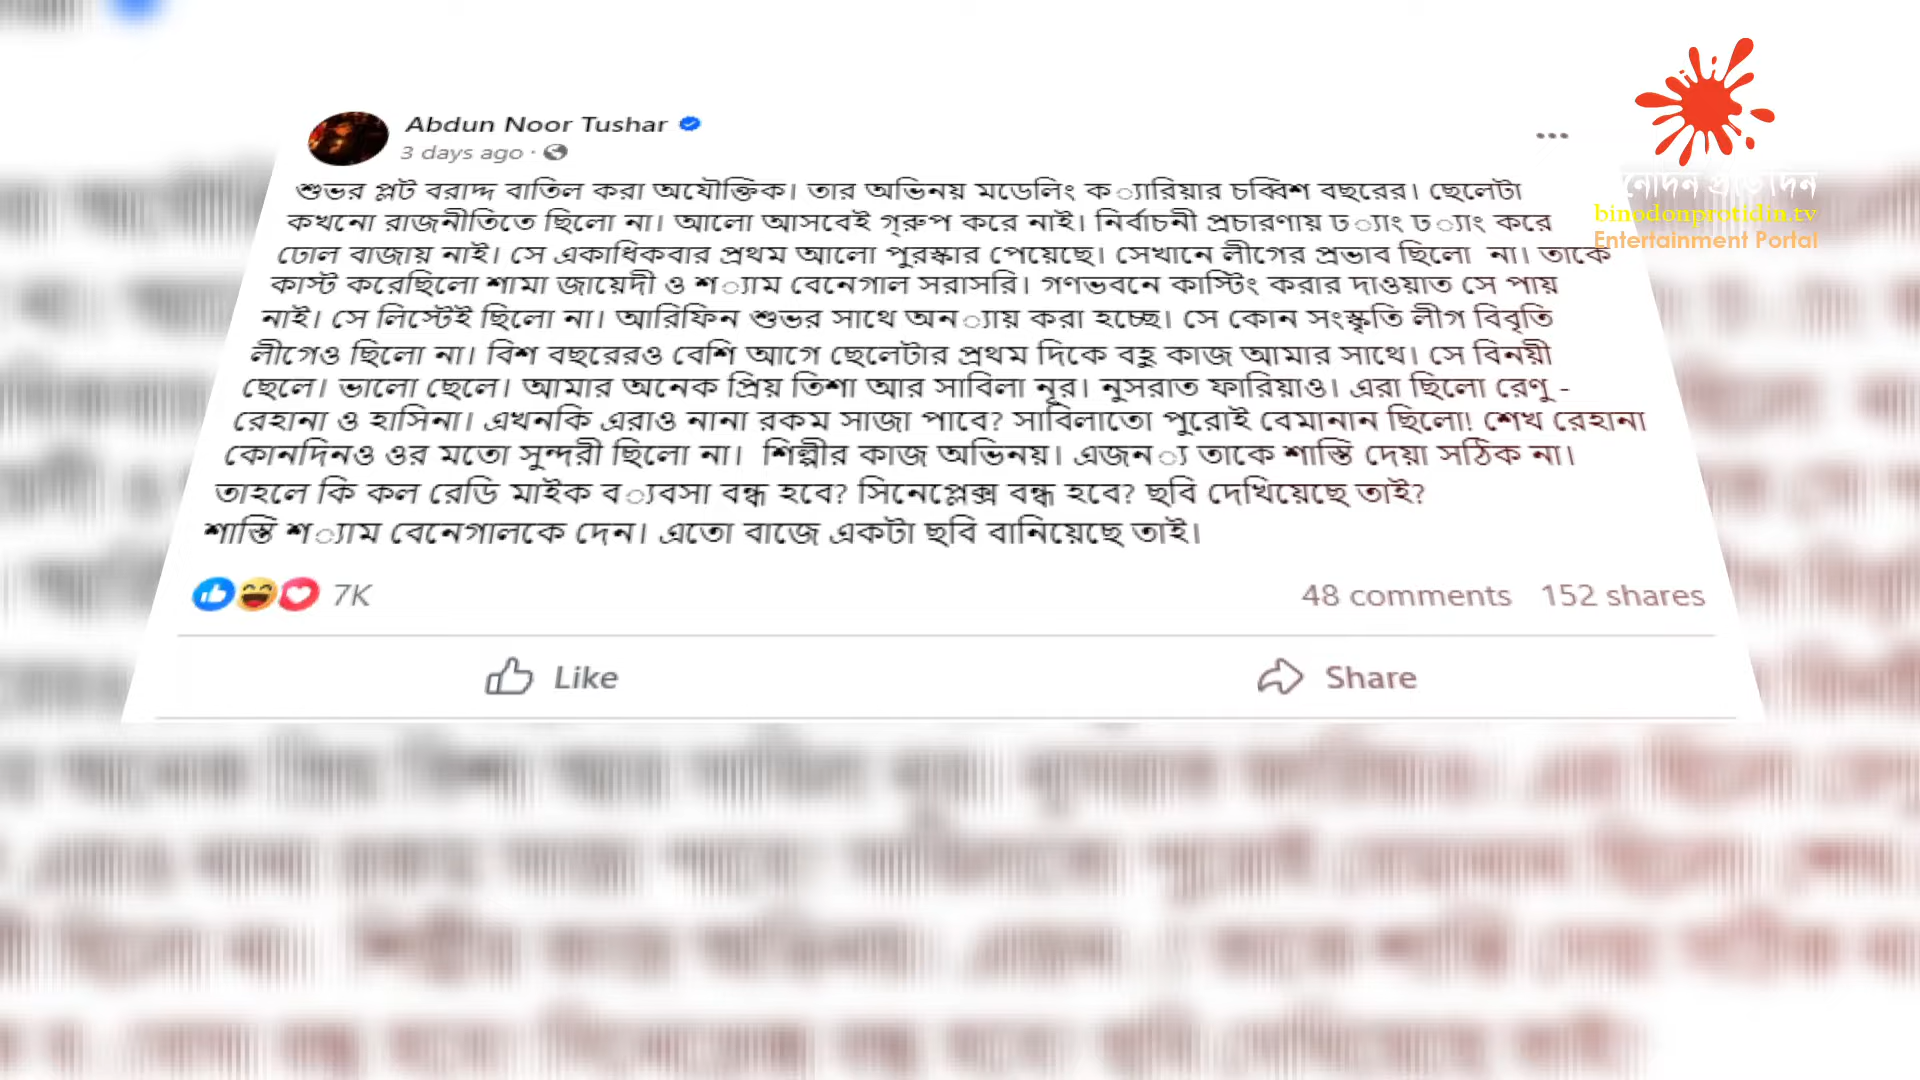 Abdun Noor Tushar
3 days ago ·
শুভর প্লট বরাদ্দ বাতিল করা অযৌক্তিক। তার অভিনয় মডেলিং ক্যারিয়ার চব্বিশ বছরের। ছেলেটা
কখনো রাজনীতিতে ছিলো না। আলো আসবেই গ্রুপ করে নাই। নির্বাচনী প্রচারণায় ঢ্যাং ঢ্যাং করে
ঢোল বাজায় নাই। সে একাধিকবার প্রথম আলো পুরস্কার পেয়েছে। সেখানে লীগের প্রভাব ছিলো না। তাকে
কাস্ট করেছিলো শামা জায়েদী ও শ্যাম বেনেগাল সরাসরি। গণভবনে কাস্টিং করার দাওয়াত সে পায়
নাই। সে লিস্টেই ছিলো না। আরিফিন শুভর সাথে অন্যায় করা হচ্ছে। সে কোন সংস্কৃতি লীগ বিবৃতি
লীগেও ছিলো না। বিশ বছরেরও বেশি আগে ছেলেটার প্রথম দিকে বহু কাজ আমার সাথে। সে বিনয়ী
ছেলে। ভালো ছেলে। আমার অনেক প্রিয় তিশা আর সাবিলা নূর। নুসরাত ফারিয়াও। এরা ছিলো রেণু -
রেহানা ও হাসিনা। এখনকি এরাও নানা রকম সাজা পাবে? সাবিলাতো পুরোই বেমানান ছিলো! শেখ রেহানা
কোনদিনও ওর মতো সুন্দরী ছিলো না। শিল্পীর কাজ অভিনয়। এজন্য তাকে শাস্তি দেয়া সঠিক না।
তাহলে কি কল রেডি মাইক ব্যবসা বন্ধ হবে? সিনেপ্লেক্স বন্ধ হবে? ছবি দেখিয়েছে তাই?
শাস্তি শ্যাম বেনেগালকে দেন। এতো বাজে একটা ছবি বানিয়েছে তাই।
7K 48 comments 152 shares
Like Share
binodonprotidin.tv
Entertainment Portal